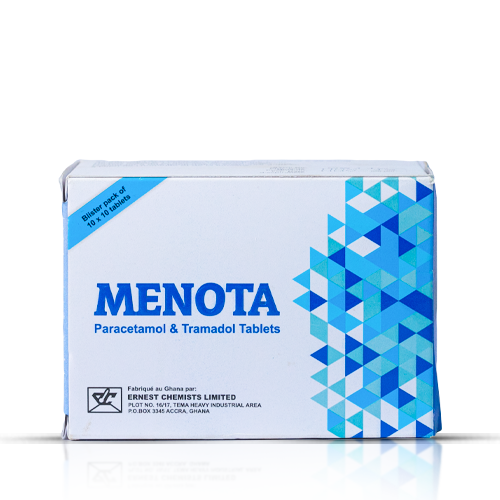 Blister pack of
10 x 10 tablets
MENOTA
Paracetamol & Tramadol Tablets
Fabriqué au Ghana par:
ERNEST CHEMISTS LIMITED
PLOT NO. 16/17, TEMA HEAVY INDUSTRIAL AREA
P.O.BOX 3345 ACCRA, GHANA